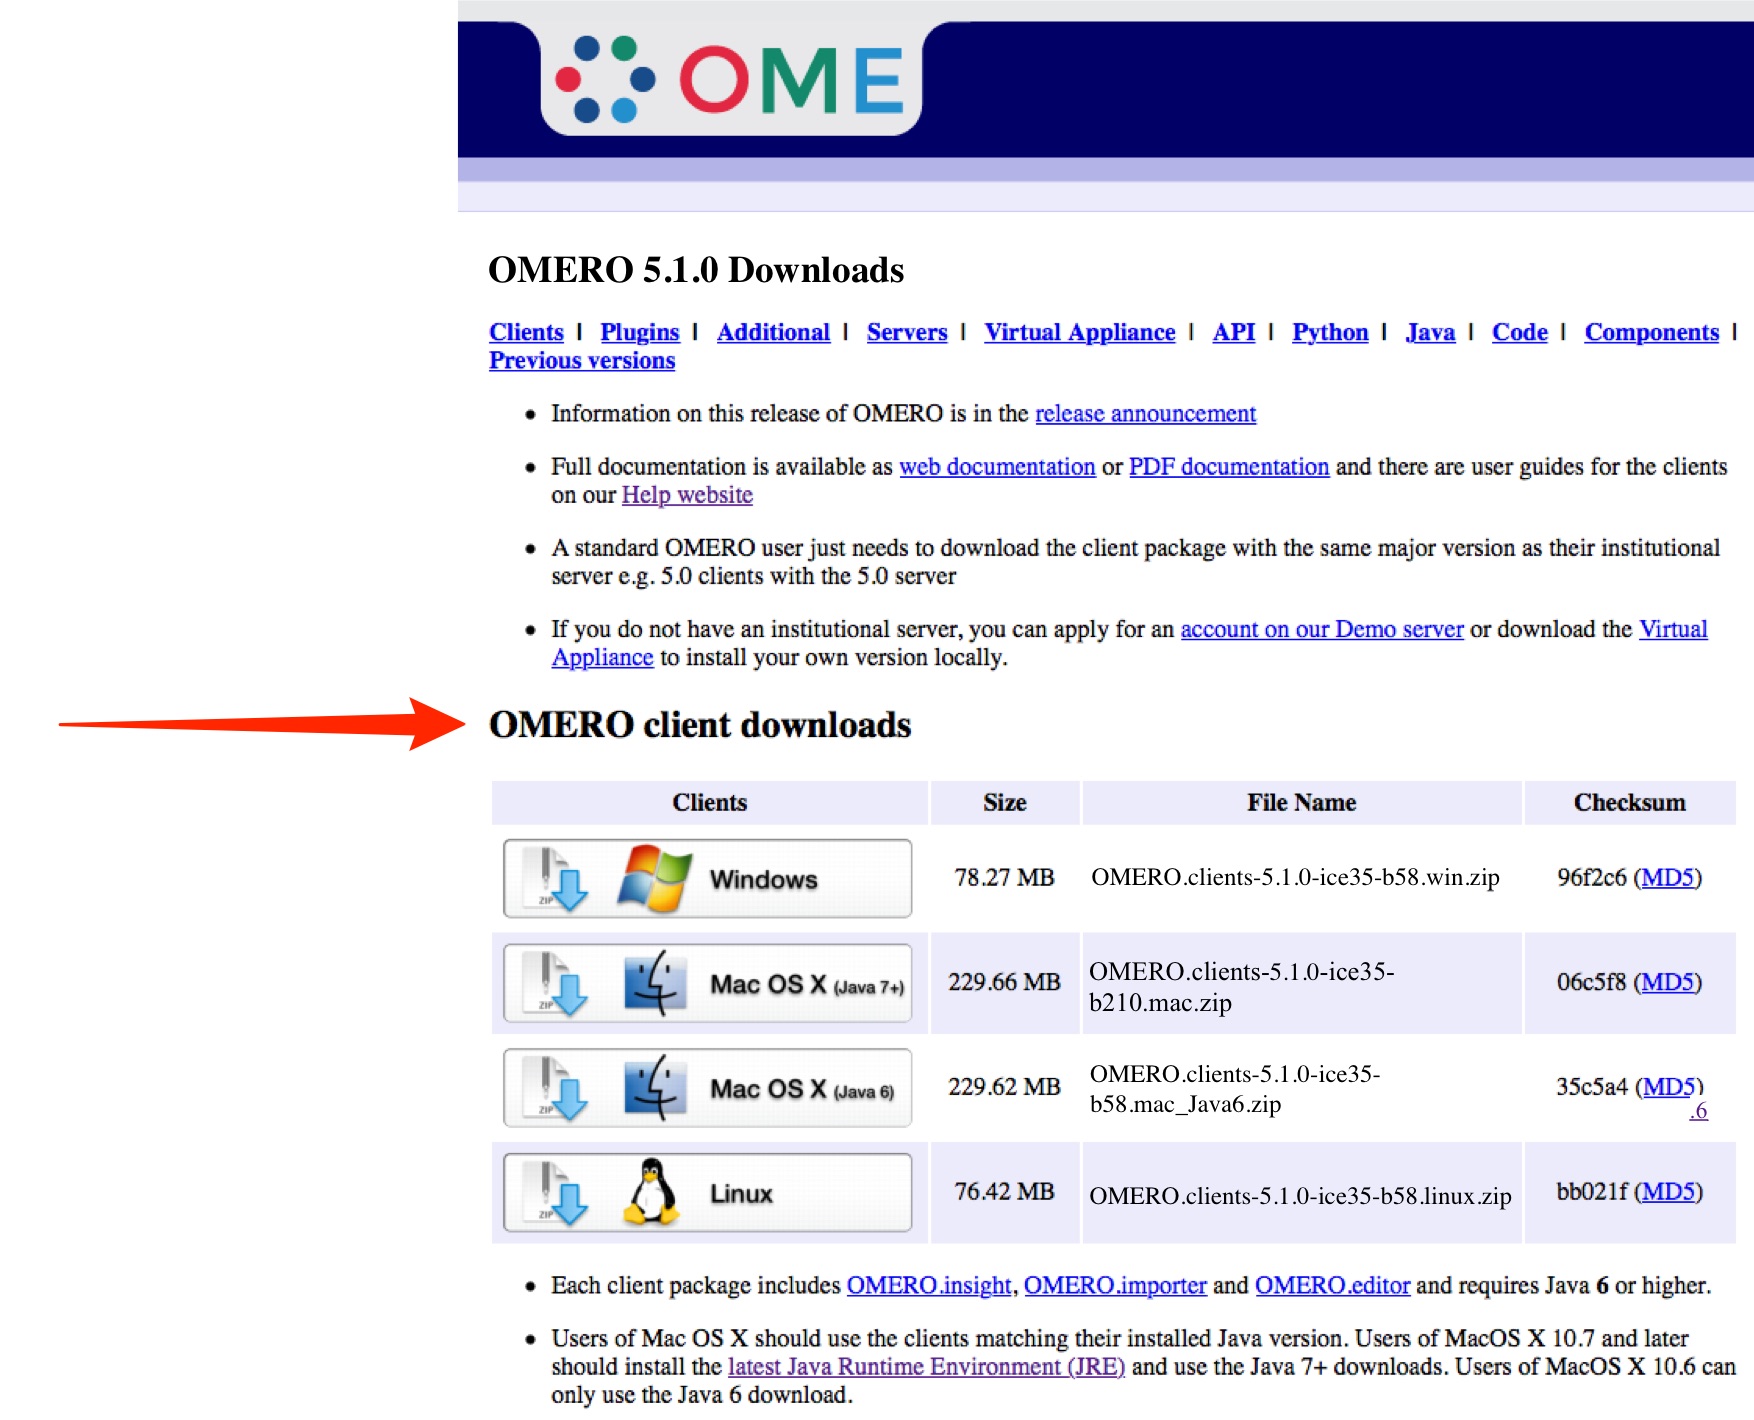 OME
OMERO 5.1.0 Downloads
Clients | Plugins | Additional | Servers | Virtual Appliance | API | Python | Java | Code | Components |
Previous versions
• Information on this release of OMERO is in the release announcement
• Full documentation is available as web documentation or PDF documentation and there are user guides for the clients
on our Help website
• A standard OMERO user just needs to download the client package with the same major version as their institutional
server e.g. 5.0 clients with the 5.0 server
• If you do not have an institutional server, you can apply for an account on our Demo server or download the Virtual
Appliance to install your own version locally.
OMERO client downloads
Clients Size File Name Checksum
ZIP Windows 78.27 MB OMERO.clients-5.1.0-ice35-b58.win.zip 96f2c6 (MD5)
ZIP Mac OS X (Java 7+) 229.66 MB OMERO.clients-5.1.0-ice35-
b210.mac.zip 06c5f8 (MD5)
ZIP Mac OS X (Java 6) 229.62 MB OMERO.clients-5.1.0-ice35-
b58.mac_Java6.zip 35c5a4 (MD5)
.6
ZIP Linux 76.42 MB OMERO.clients-5.1.0-ice35-b58.linux.zip bb021f (MD5)
• Each client package includes OMERO.insight, OMERO.importer and OMERO.editor and requires Java 6 or higher.
• Users of Mac OS X should use the clients matching their installed Java version. Users of MacOS X 10.7 and later
should install the latest Java Runtime Environment (JRE) and use the Java 7+ downloads. Users of MacOS X 10.6 can
only use the Java 6 download.